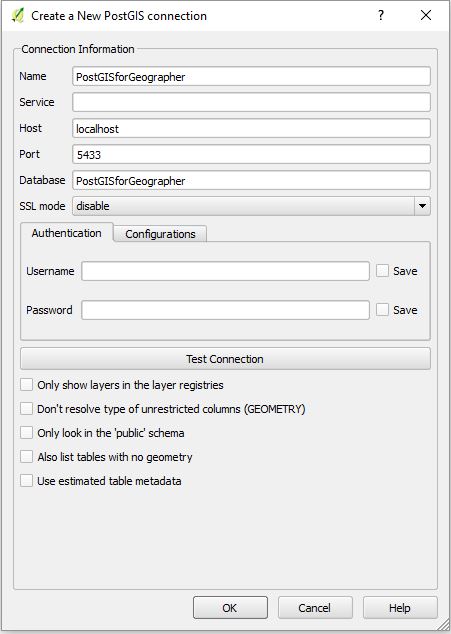 Create a New PostGIS connection ?
Connection Information
Name PostGISforGeographer
Service
Host localhost
Port 5433
Database PostGISforGeographer
SSL mode disable
Authentication Configurations
Username Save
Password Save
Test Connection
Only show layers in the layer registries
Don't resolve type of unrestricted columns (GEOMETRY)
Only look in the 'public' schema
Also list tables with no geometry
Use estimated table metadata
OK Cancel Help